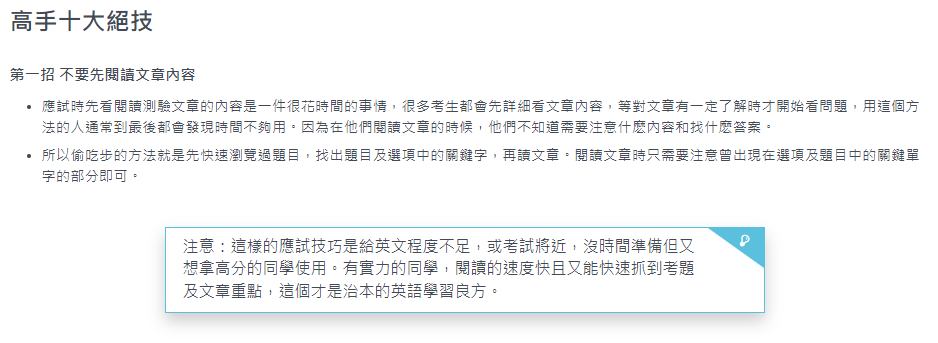 高手十大絕技
第一招 不要先閱讀文章內容
• 應試時先看閱讀測驗文章的內容是一件很花時間的事情，很多考生都會先詳細看文章內容，等對文章有一定了解時才開始看問題，用這個方
法的人通常到最後都會發現時間不夠用。因為在他們閱讀文章的時候，他們不知道需要注意什麼內容和找什麼答案。
• 所以偷吃步的方法就是先快速瀏覽過題目，找出題目及選項中的關鍵字，再讀文章。閱讀文章時只需要注意曾出現在選項及題目中的關鍵單
字的部分即可。
注意：這樣的應試技巧是給英文程度不足，或考試將近，沒時間準備但又
想拿高分的同學使用。有實力的同學，閱讀的速度快且又能快速抓到考題
及文章重點，這個才是治本的英語學習良方。